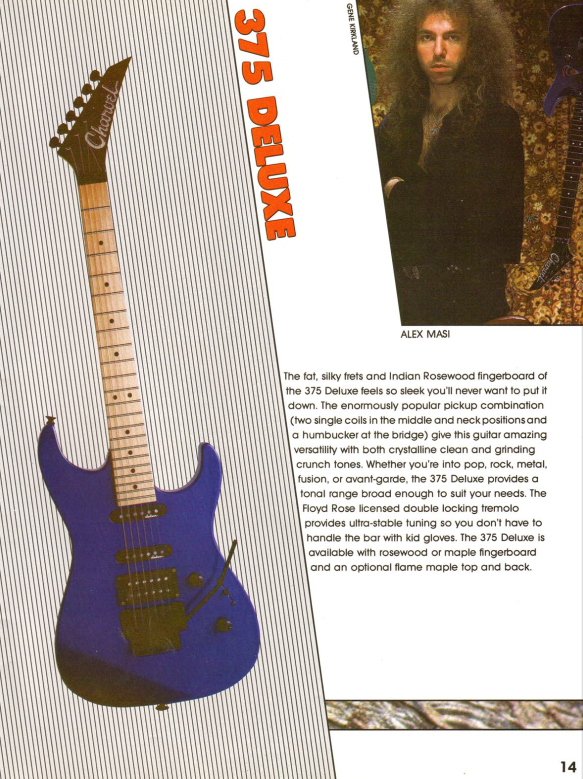 375 DELUXE
GENE KIRKLAND
Charvel
Charvel
ALEX MASI
The fat, silky frets and Indian Rosewood fingerboard of
the 375 Deluxe feels so sleek you'll never want to put it
down. The enormously popular pickup combination
(two single coils in the middle and neck positions and
a humbucker at the bridge) give this guitar amazing
versatility with both crystalline clean and grinding
crunch tones. Whether you're into pop, rock, metal,
fusion, or avant-garde, the 375 Deluxe provides a
tonal range broad enough to suit your needs. The
Floyd Rose licensed double locking tremolo
provides ultra-stable tuning so you don't have to
handle the bar with kid gloves. The 375 Deluxe is
available with rosewood or maple fingerboard
and an optional flame maple top and back.
14